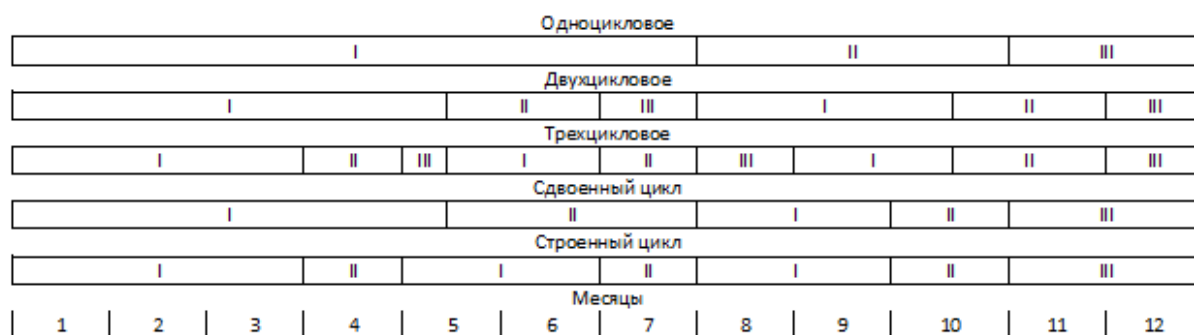 Одноцикловое
I II III
Двухцикловое
I II III I II III
Трехцикловое
I II III I II III I II III
Сдвоенный цикл
I II I II III
Строенный цикл
I II I II I II III
Месяцы
1 2 3 4 5 6 7 8 9 10 11 12